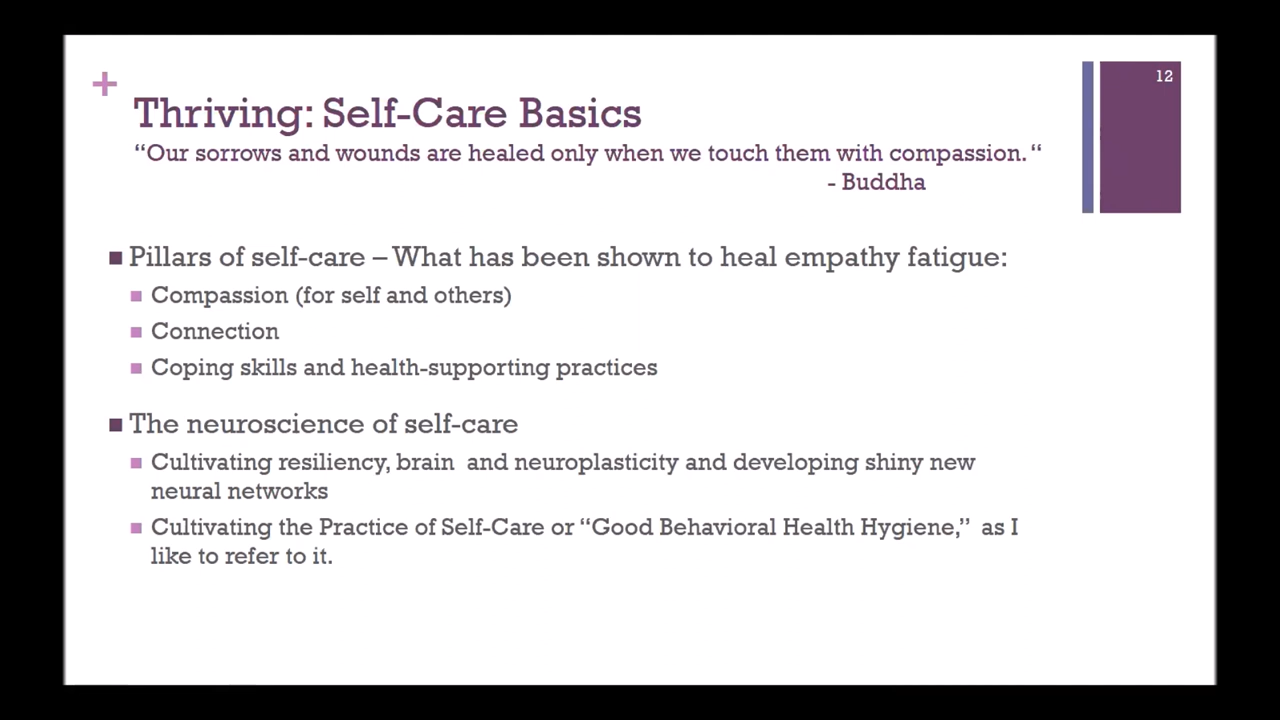 12
+
Thriving: Self-Care Basics
“Our sorrows and wounds are healed only when we touch them with compassion.“
- Buddha
Pillars of self-care – What has been shown to heal empathy fatigue:
Compassion (for self and others)
Connection
Coping skills and health-supporting practices
The neuroscience of self-care
Cultivating resiliency, brain  and neuroplasticity and developing shiny new
neural networks
Cultivating the Practice of Self-Care or “Good Behavioral Health Hygiene,”  as I
like to refer to it.